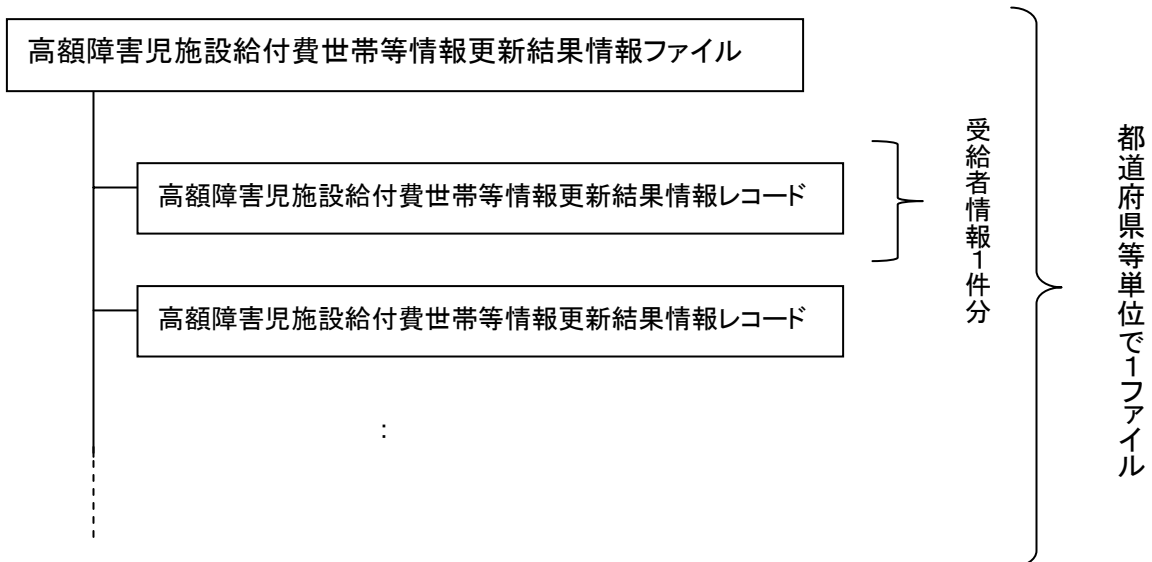 高額障害児施設給付費世帯等情報更新結果情報ファイル
高額障害児施設給付費世帯等情報更新結果情報レコード
高額障害児施設給付費世帯等情報更新結果情報レコード
:
受給者情報1件分
都道府県等単位で1ファイル